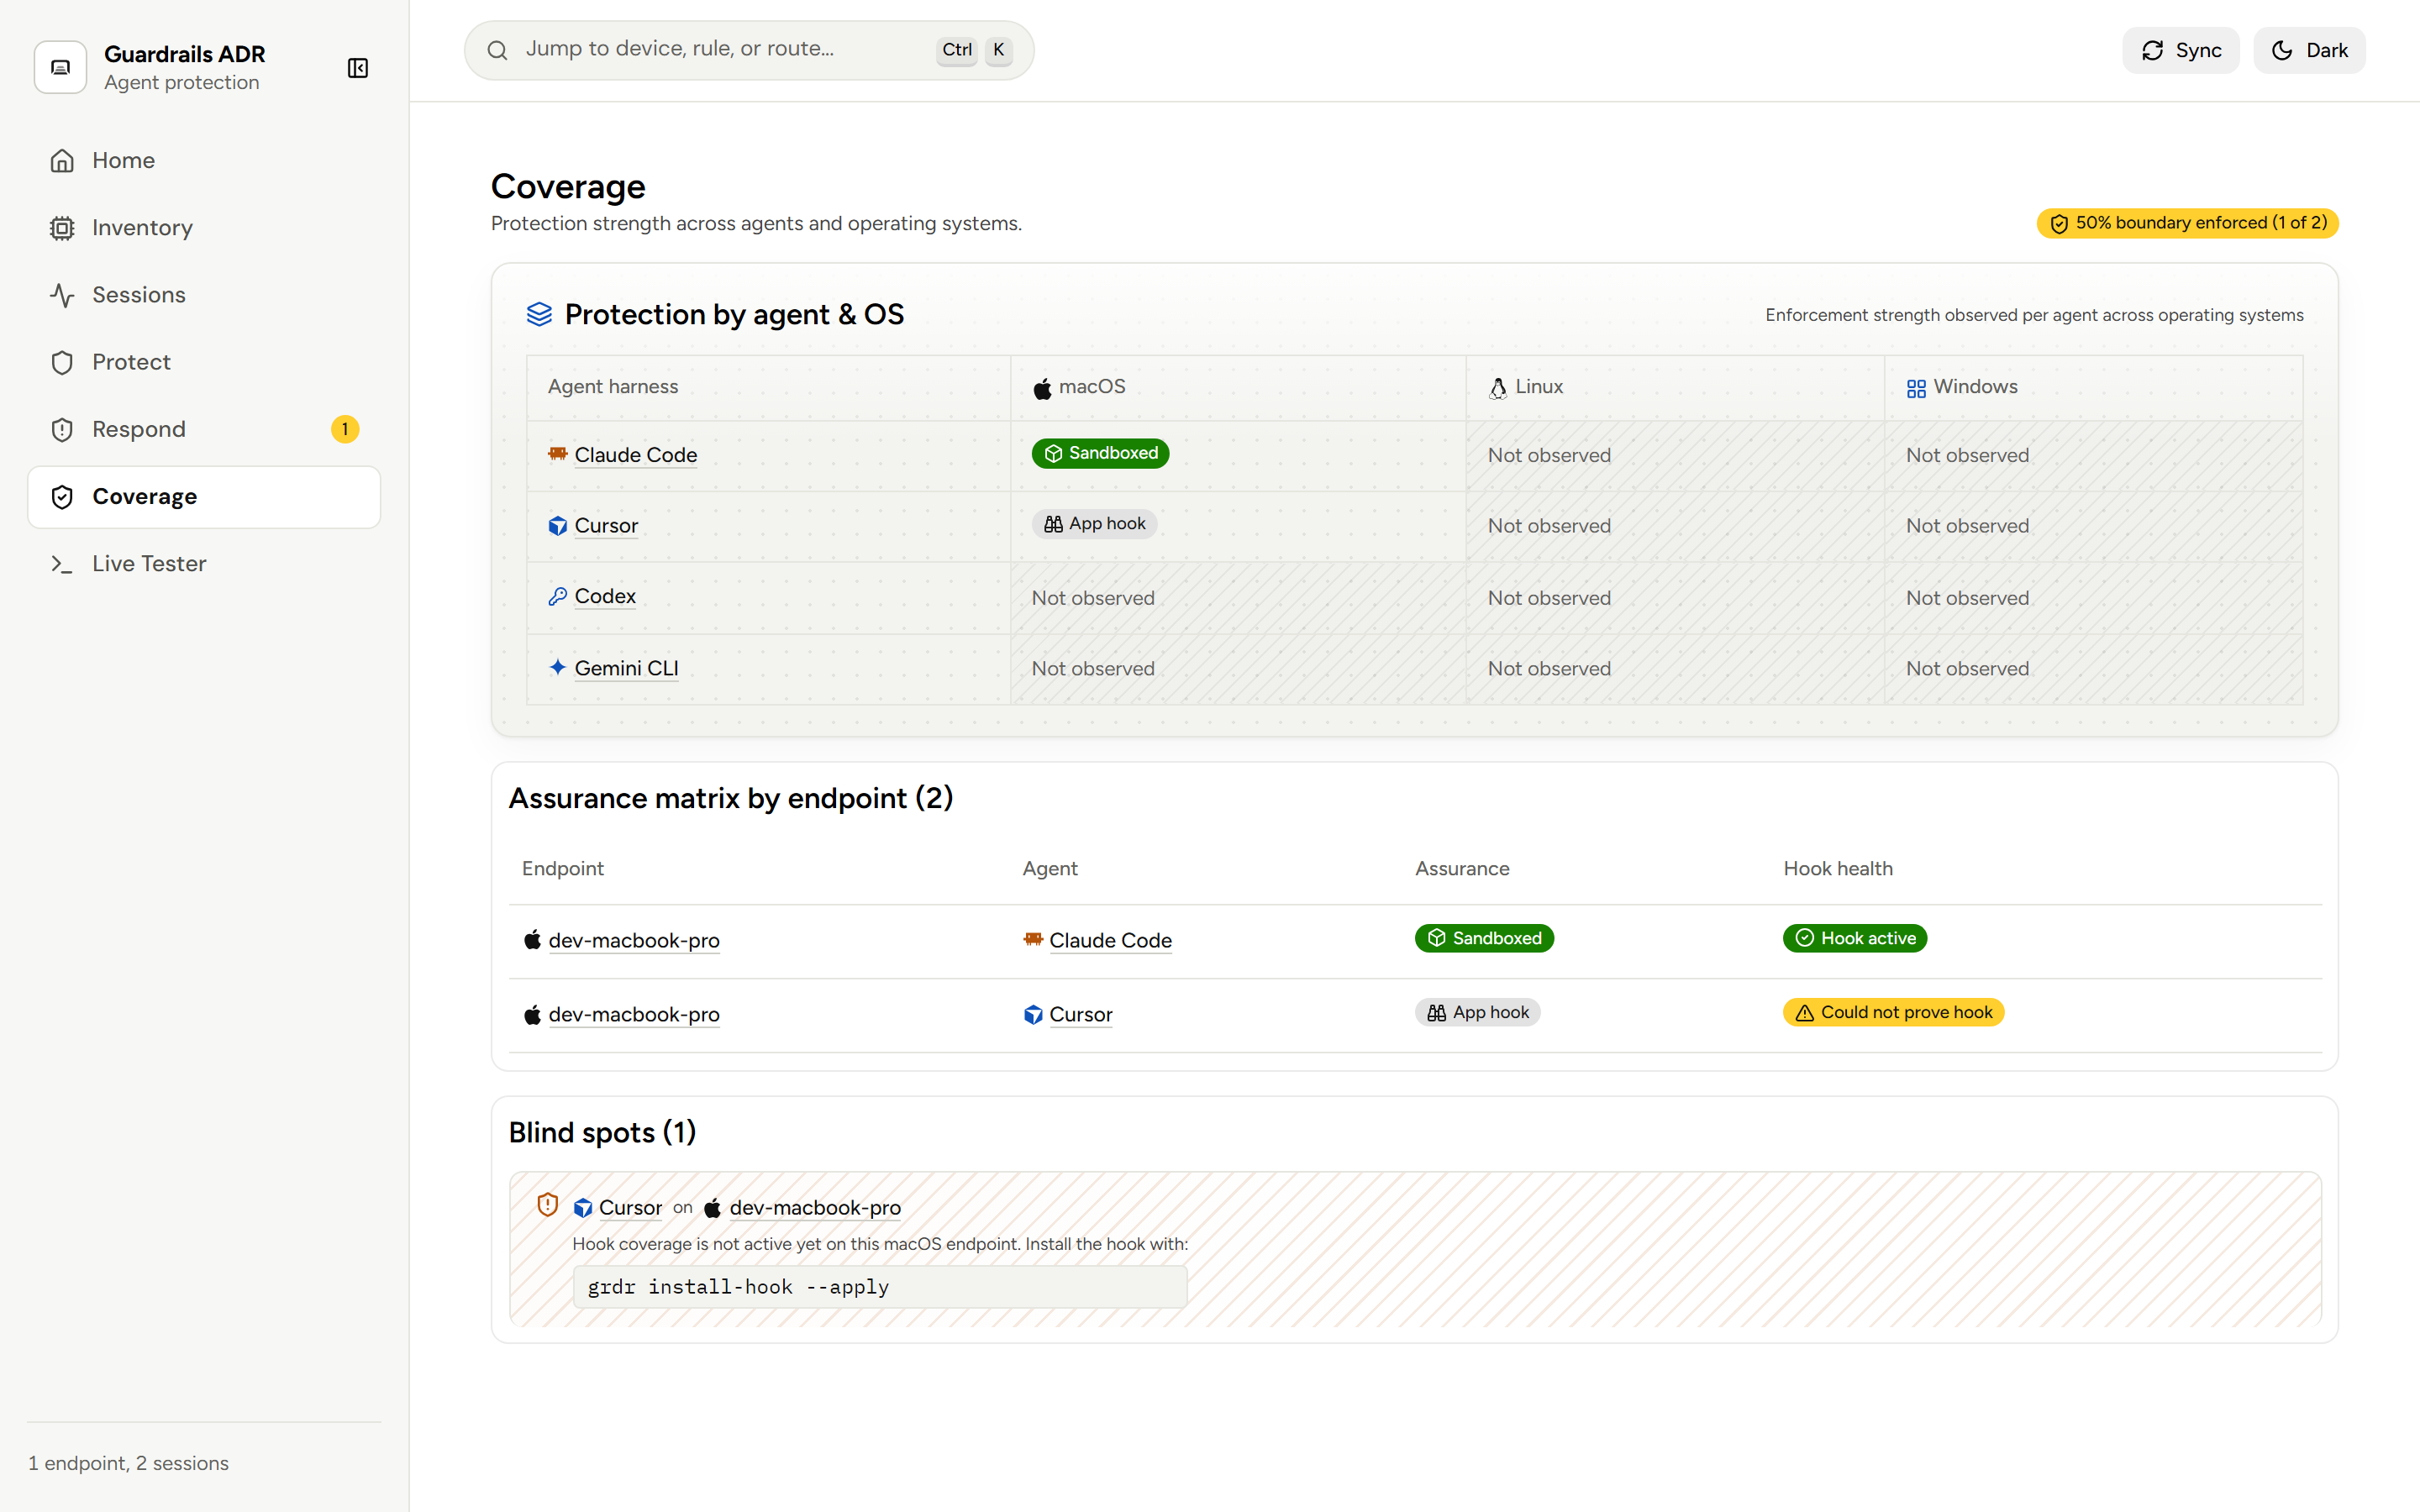 Guardrails ADR
Agent protection
Home
Inventory
Sessions
Protect
Respond 1
Coverage
Live Tester
1 endpoint, 2 sessions
Jump to device, rule, or route... Ctrl K
Sync Dark
Coverage
Protection strength across agents and operating systems.
50% boundary enforced (1 of 2)
Protection by agent & OS
Enforcement strength observed per agent across operating systems
Agent harness macOS Linux Windows
Claude Code Sandboxed Not observed Not observed
Cursor App hook Not observed Not observed
Codex Not observed Not observed Not observed
Gemini CLI Not observed Not observed Not observed
Assurance matrix by endpoint (2)
Endpoint Agent Assurance Hook health
dev-macbook-pro Claude Code Sandboxed Hook active
dev-macbook-pro Cursor App hook Could not prove hook
Blind spots (1)
Cursor on dev-macbook-pro
Hook coverage is not active yet on this macOS endpoint. Install the hook with:
grdr install-hook --apply